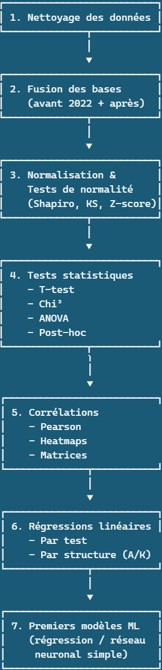 1. Nettoyage des données
2. Fusion des bases
(avant 2022 + après)
3. Normalisation &
Tests de normalité
(Shapiro, KS, Z-score)
4. Tests statistiques
- T-test
- Chi²
- ANOVA
- Post-hoc
5. Corrélations
- Pearson
- Heatmaps
- Matrices
6. Régressions linéaires
- Par test
- Par structure (A/K)
7. Premiers modèles ML
(régression / réseau
neuronal simple)